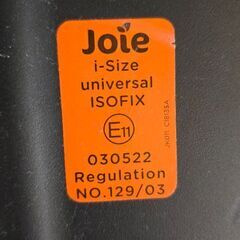 Joie
i-Size
universal
ISOFIX
E11
030522
Regulation
NO.129/03